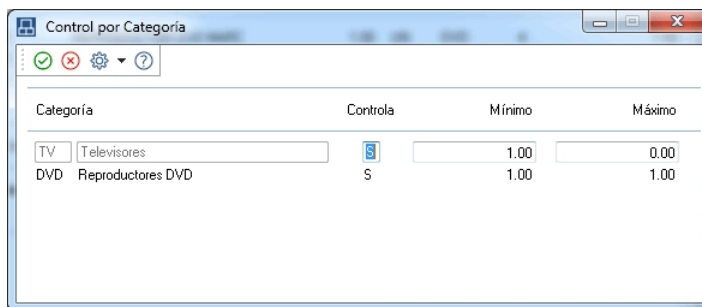 Control por Categoría
Categoría Controla Mínimo Máximo
TV Televisores S 1.00 0.00
DVD Reproductores DVD S 1.00 1.00